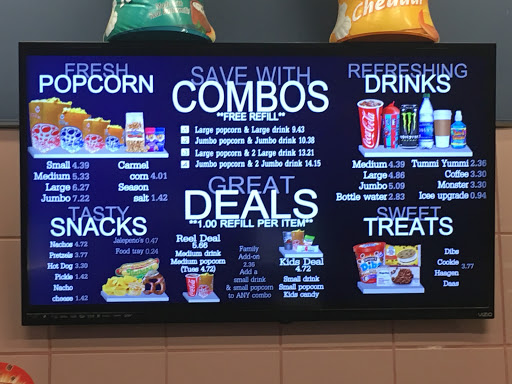 Cheddar
FRESH
POPCORN
Small 4.39
Medium 5.33
Large 6.27
Jumbo 7.22
Carmel
corn 4.01
Season
salt 1.42
SAVE WITH
COMBOS
**FREE REFILL**
Large popcorn & Large drink 9.43
Jumbo popcorn & Jumbo drink 10.38
Large popcorn & 2 Large drink 13.21
Jumbo popcorn & 2 Jumbo drink 14.15
REFRESHING
DRINKS
Coca-Cola
Medium 4.39
Large 4.86
Jumbo 5.09
Bottle water 2.83
Tummi Yummi 2.36
Coffee 3.30
Monster 3.30
Icee upgrade 0.94
TASTY
SNACKS
Nachos 4.72
Pretzels 3.77
Hot Dog 3.30
Pickle 1.42
Nacho
cheese 1.42
Jalepeno's 0.47
Food tray 0.24
GREAT
DEALS
**1.00 REFILL PER ITEM**
Reel Deal
6.66
Medium drink
Medium popcorn
(Tues 4.72)
Family
Add-on
2.36
Add a
small drink
& small popcorn
to ANY combo
Kids Deal
4.72
Small drink
Small popcorn
Kids candy
SWEET
TREATS
Dibs
Cookie
Haagen
Daas
3.77
VIZIO